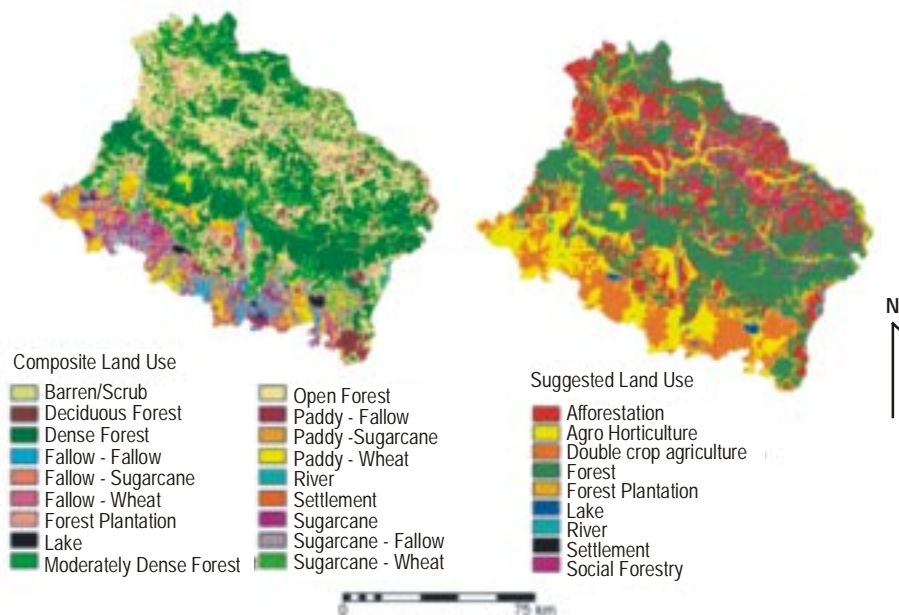 N
Composite Land Use
Barren/Scrub
Deciduous Forest
Dense Forest
Fallow - Fallow
Fallow - Sugarcane
Fallow - Wheat
Forest Plantation
Lake
Moderately Dense Forest
Open Forest
Paddy - Fallow
Paddy -Sugarcane
Paddy - Wheat
River
Settlement
Sugarcane
Sugarcane - Fallow
Sugarcane - Wheat
Suggested Land Use
Afforestation
Agro Horticulture
Double crop agriculture
Forest
Forest Plantation
Lake
River
Settlement
Social Forestry
0 75 km